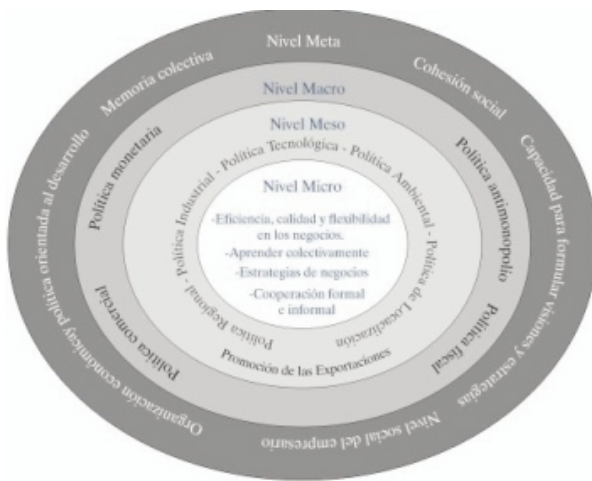 Nivel Meta
Memoria colectiva
Cohesión social
Capacidad para formular visiones y estrategias
Nivel social del empresario
Organización económica y política orientada al desarrollo
Nivel Macro
Política monetaria
Política antimonopolio
Política fiscal
Política comercial
Nivel Meso
Política Regional - Política Industrial - Política Tecnológica - Política Ambiental - Política de Locaclización
Promoción de las Exportaciones
Nivel Micro
-Eficiencia, calidad y flexibilidad
en los negocios.
-Aprender colectivamente
-Estrategias de negocios
-Cooperación formal
e informal